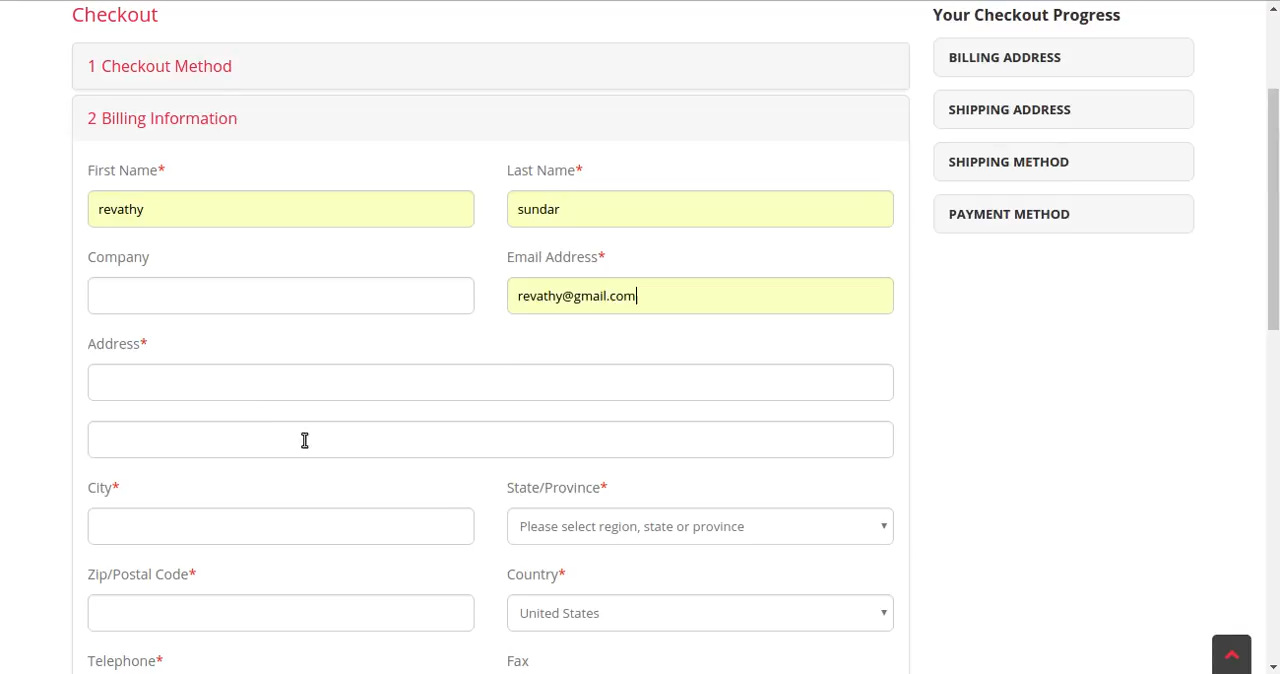 Checkout
Your Checkout Progress
1 Checkout Method
BILLING ADDRESS
2 Billing Information
SHIPPING ADDRESS
First Name*
Last Name*
SHIPPING METHOD
revathy
sundar
PAYMENT METHOD
Company
Email Address*
revathy@gmail.com
Address*
City*
State/Province*
Please select region, state or province
Zip/Postal Code*
Country*
United States
Telephone*
Fax